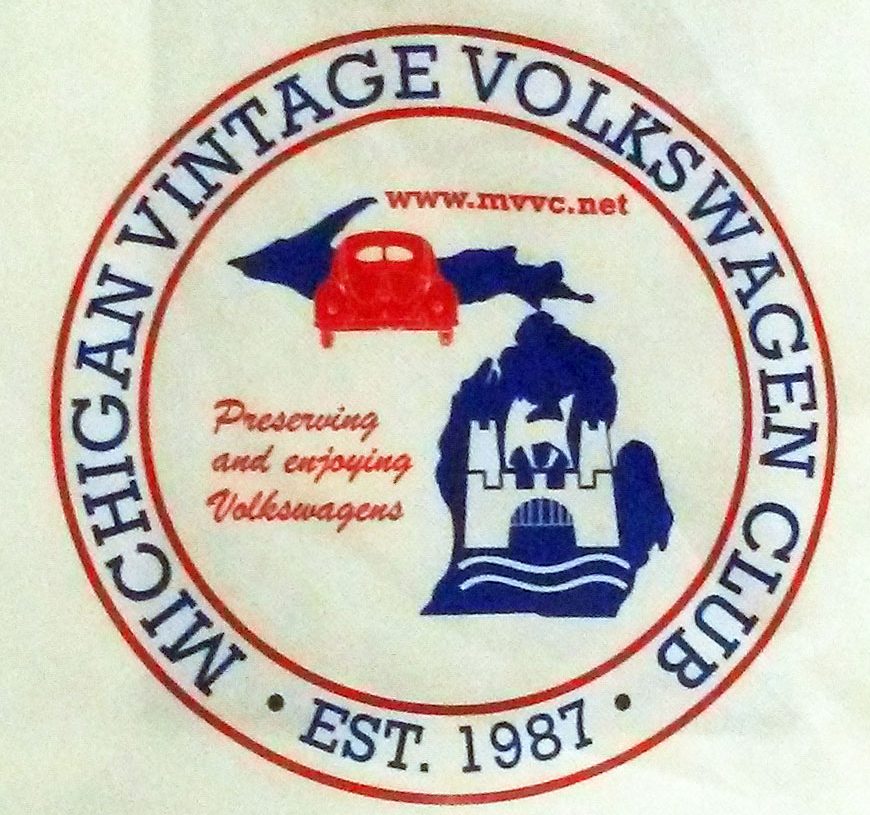 MICHIGAN VINTAGE VOLKSWAGEN CLUB
www.mvvc.net
Preserving
and enjoying
Volkswagens
• EST. 1987 •